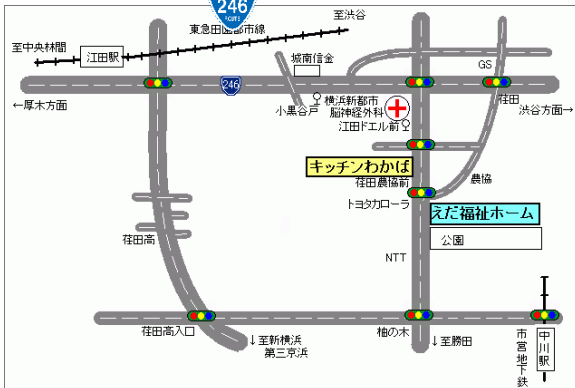 246
ROUTE
至渋谷
東急田園都市線
至中央林間
江田駅
城南信金
GS
246
←厚木方面
小黒谷戸
横浜新都市
脳神経外科
江田ドエル前
荏田
渋谷方面→
キッチンわかば
荏田農協前
農協
トヨタカローラ
えだ福祉ホーム
公園
荏田高
NTT
荏田高入口
↓至新横浜
第三京浜
柚の木
↓至勝田
市営地下鉄
中川駅